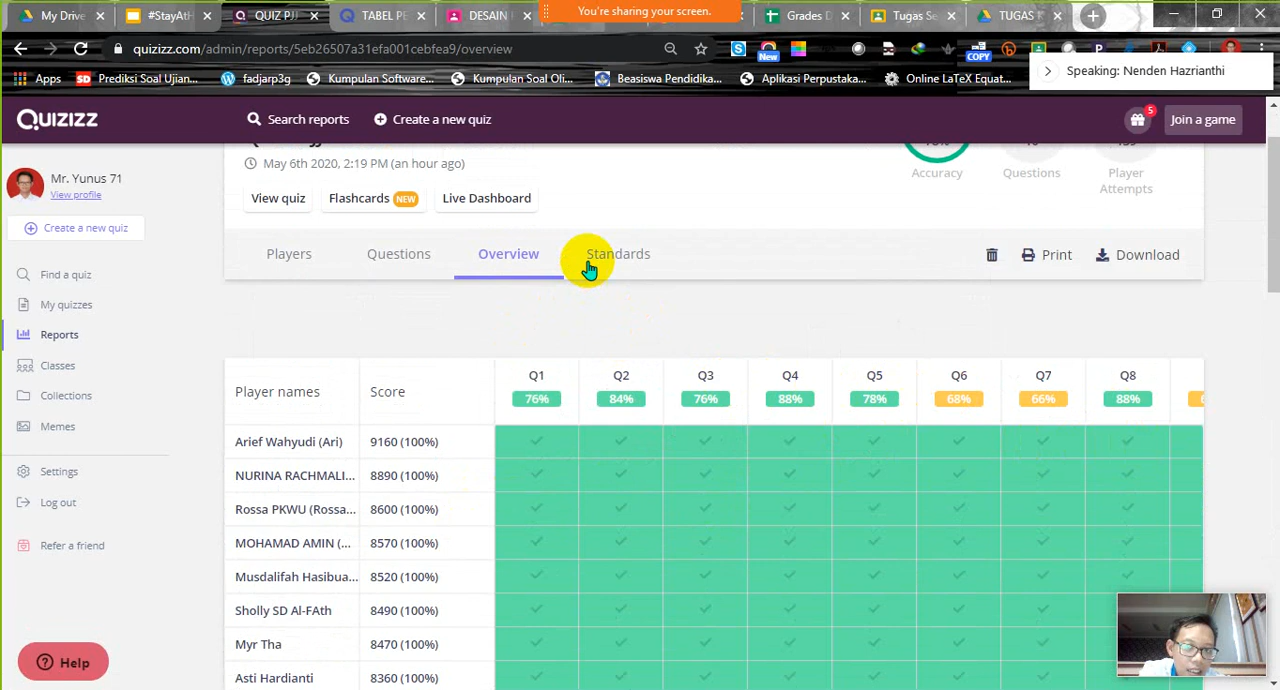 My Drive
#StayAtH
QUIZ PJJ
TABEL PE
DESAIN
You're sharing your screen.
Grades D
Tugas Se
TUGAS
quizizz.com/admin/reports/5eb26507a31efa001cebfea9/overview
New
COPY
Apps
Prediksi Soal Ujian...
fadjarp3g
Kumpulan Software...
Kumpulan Soal Oli...
Beasiswa Pendidika...
Aplikasi Perpustaka...
Online LaTeX Equat...
Speaking: Nenden Hazrianthi
Quizizz
Search reports
Create a new quiz
5
Join a game
Mr. Yunus 71
View profile
Create a new quiz
Find a quiz
My quizzes
Reports
Classes
Collections
Memes
Settings
Log out
Refer a friend
Help
May 6th 2020, 2:19 PM (an hour ago)
Accuracy
Questions
Player
Attempts
View quiz
Flashcards NEW
Live Dashboard
Players
Questions
Overview
Standards
Print
Download
Player names
Score
Q1
Q2
Q3
Q4
Q5
Q6
Q7
Q8
76%
84%
76%
88%
78%
68%
66%
88%
Arief Wahyudi (Ari) 9160 (100%)
NURINA RACHMALI... 8890 (100%)
Rossa PKWU (Rossa... 8600 (100%)
MOHAMAD AMIN (... 8570 (100%)
Musdalifah Hasibua... 8520 (100%)
Sholly SD Al-FAth 8490 (100%)
Myr Tha 8470 (100%)
Asti Hardianti 8360 (100%)